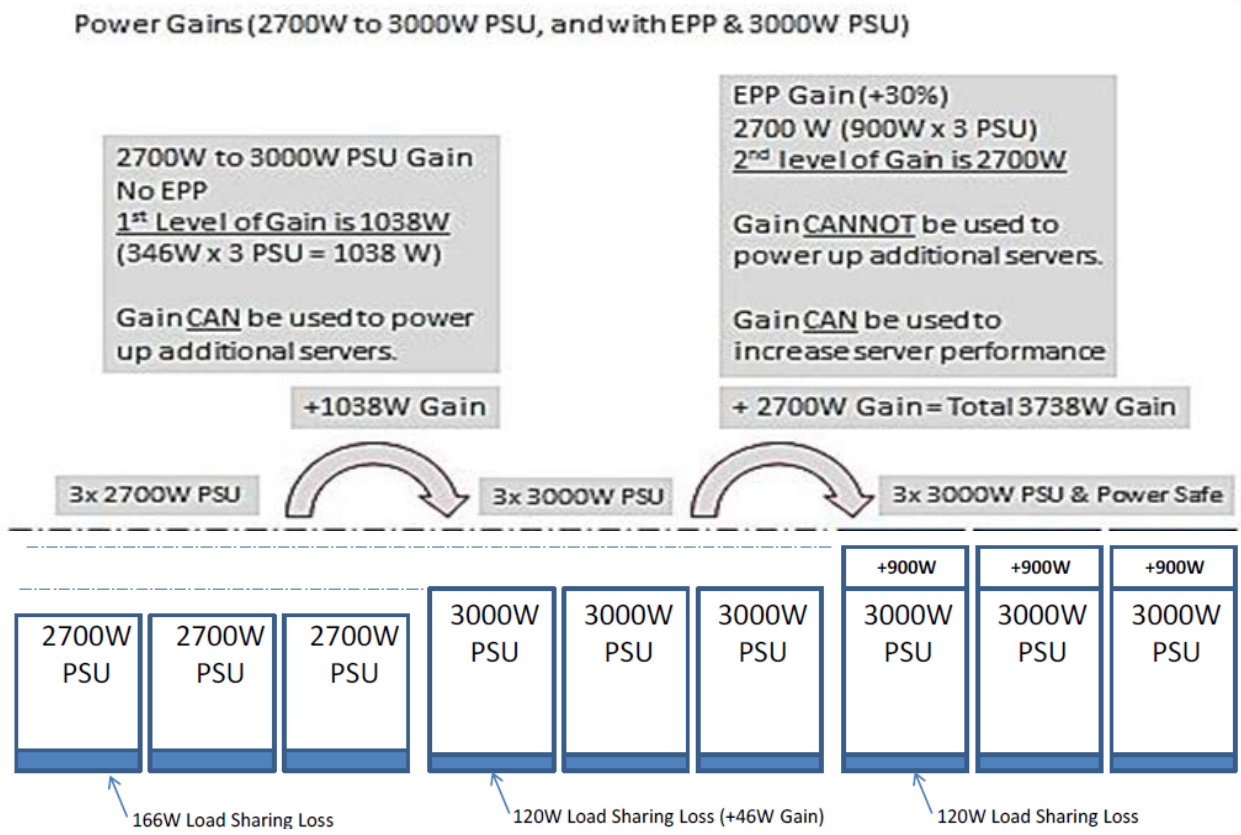 Power Gains (2700W to 3000W PSU, and with EPP & 3000W PSU)
2700W to 3000W PSU Gain
No EPP
1st Level of Gain is 1038W
(346W x 3 PSU = 1038 W)
Gain CAN be used to power
up additional servers.
EPP Gain (+30%)
2700 W (900W x 3 PSU)
2nd level of Gain is 2700W
Gain CANNOT be used to
power up additional servers.
Gain CAN be used to
increase server performance
+1038W Gain
+ 2700W Gain = Total 3738W Gain
3x 2700W PSU
3x 3000W PSU
3x 3000W PSU & Power Safe
+900W
+900W
+900W
2700W
PSU
2700W
PSU
2700W
PSU
3000W
PSU
3000W
PSU
3000W
PSU
3000W
PSU
3000W
PSU
3000W
PSU
166W Load Sharing Loss
120W Load Sharing Loss (+46W Gain)
120W Load Sharing Loss